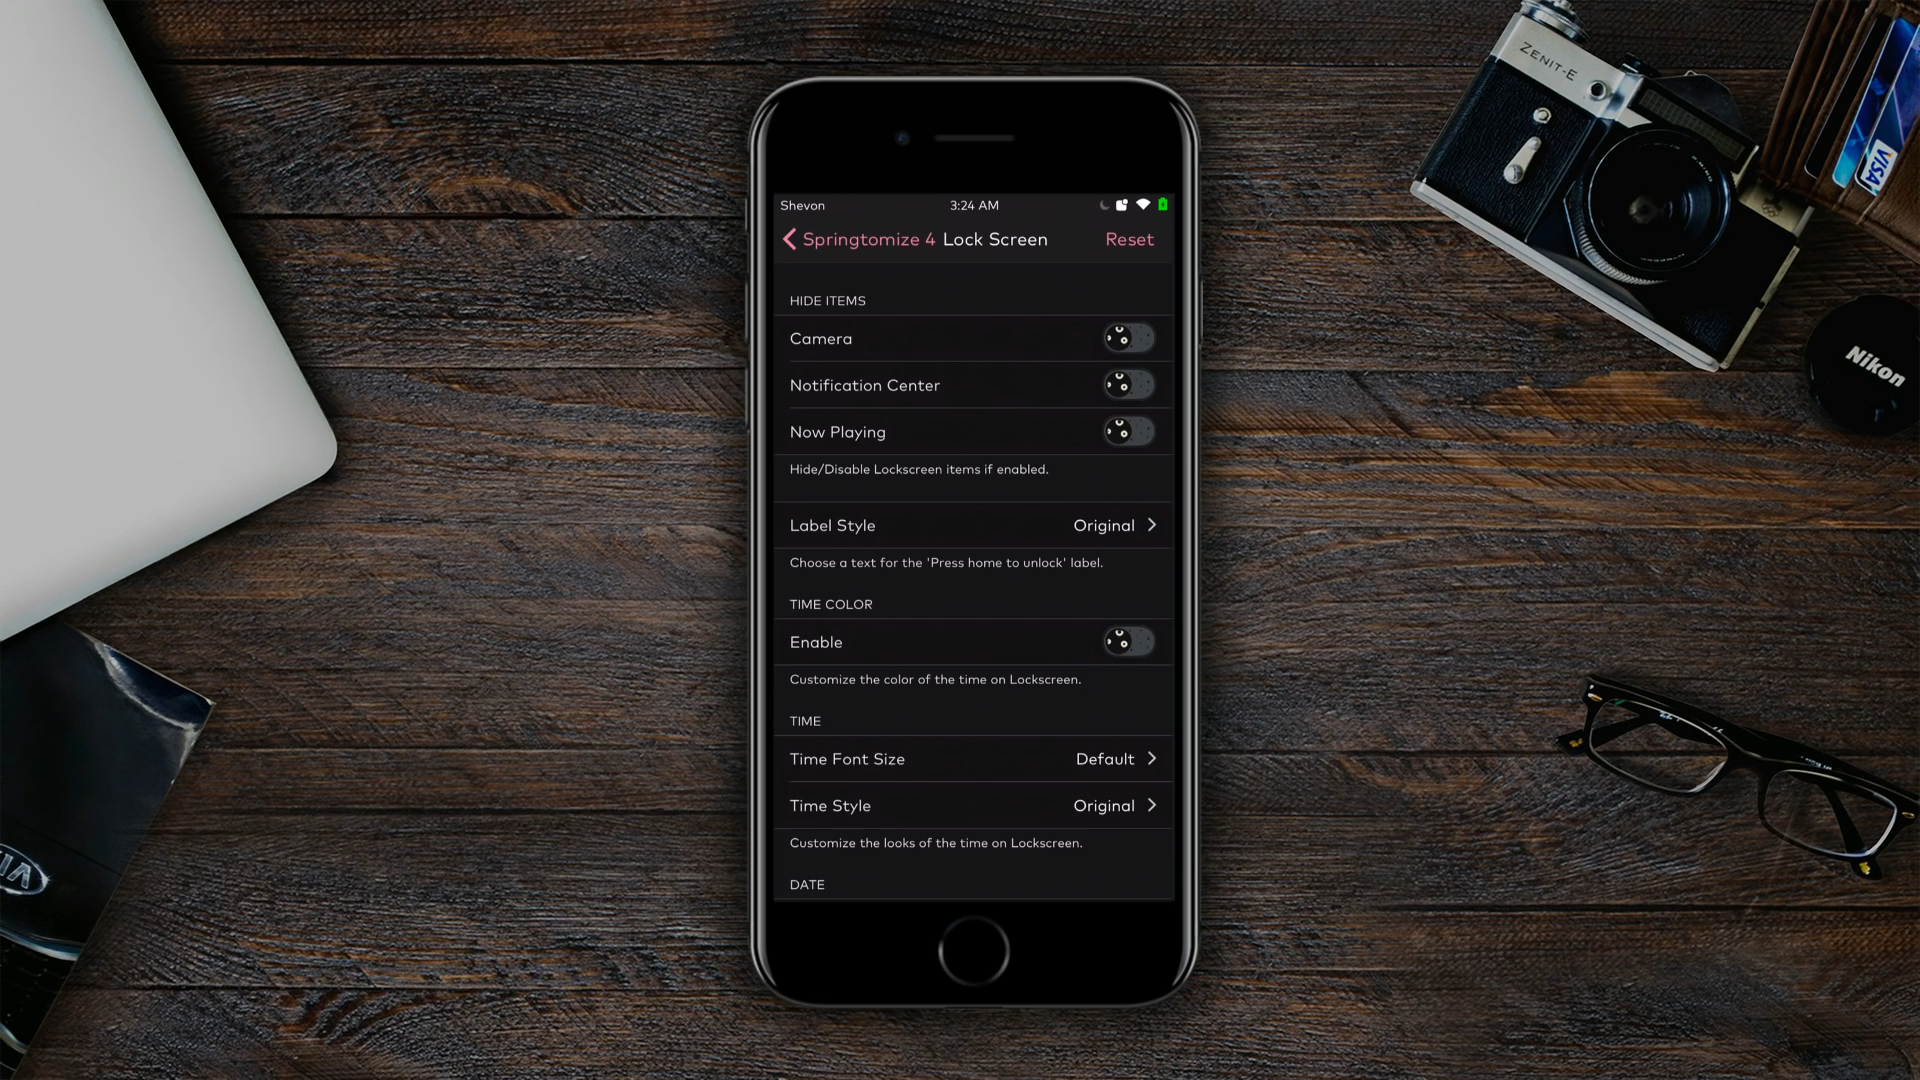 ZENIT-E
VISA
Nikon
KIA
Shevon
3:24 AM
Springtomize 4
Lock Screen
Reset
HIDE ITEMS
Camera
Notification Center
Now Playing
Hide/Disable Lockscreen items if enabled.
Label Style
Original
Choose a text for the 'Press home to unlock' label.
TIME COLOR
Enable
Customize the color of the time on Lockscreen.
TIME
Time Font Size
Default
Time Style
Original
Customize the looks of the time on Lockscreen.
DATE